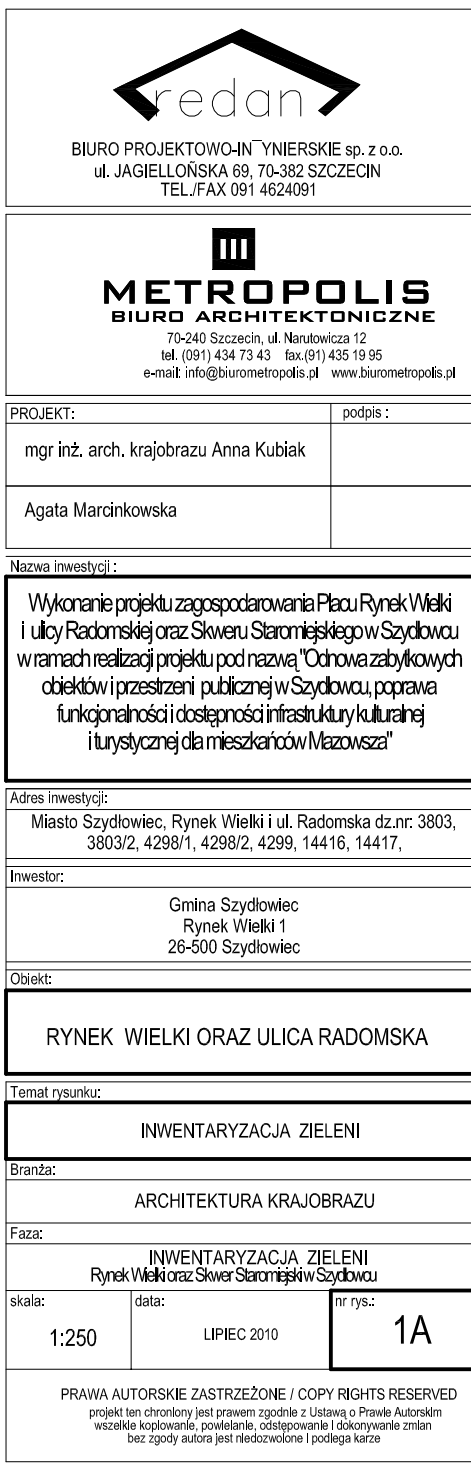 redan
BIURO PROJEKTOWO-IN¯YNIERSKIE sp. z o.o.
ul. JAGIELLOŃSKA 69, 70-382 SZCZECIN
TEL./FAX 091 4624091
METROPOLIS
BIURO ARCHITEKTONICZNE
70-240 Szczecin, ul. Narutowicza 12
tel. (091) 434 73 43 fax.(91) 435 19 95
e-mail: info@biurometropolis.pl www.biurometropolis.pl
PROJEKT: podpis :
mgr inż. arch. krajobrazu Anna Kubiak
Agata Marcinkowska
Nazwa inwestycji :
Wykonanie projektu zagospodarowania Placu Rynek Wielki
i ulicy Radomskiej oraz Skweru Staromiejskiego w Szydłowcu
w ramach realizacji projektu pod nazwą "Odnowa zabytkowych
obiektów i przestrzeni publicznej w Szydłowcu, poprawa
funkcjonalności i dostępności infrastruktury kulturalnej
i turystycznej dla mieszkańców Mazowsza"
Adres inwestycji:
Miasto Szydłowiec, Rynek Wielki i ul. Radomska dz.nr: 3803,
3803/2, 4298/1, 4298/2, 4299, 14416, 14417,
Inwestor:
Gmina Szydłowiec
Rynek Wielki 1
26-500 Szydłowiec
Obiekt:
RYNEK WIELKI ORAZ ULICA RADOMSKA
Temat rysunku:
INWENTARYZACJA ZIELENI
Branża:
ARCHITEKTURA KRAJOBRAZU
Faza:
INWENTARYZACJA ZIELENI
Rynek Wielki oraz Skwer Staromiejski w Szydłowcu
skala: data: nr rys.:
1:250 LIPIEC 2010 1A
PRAWA AUTORSKIE ZASTRZEŻONE / COPY RIGHTS RESERVED
projekt ten chroniony jest prawem zgodnie z Ustawą o Prawie Autorskim
wszelkie kopiowanie, powielanie, odstępowanie i dokonywanie zmian
bez zgody autora jest niedozwolone i podlega karze